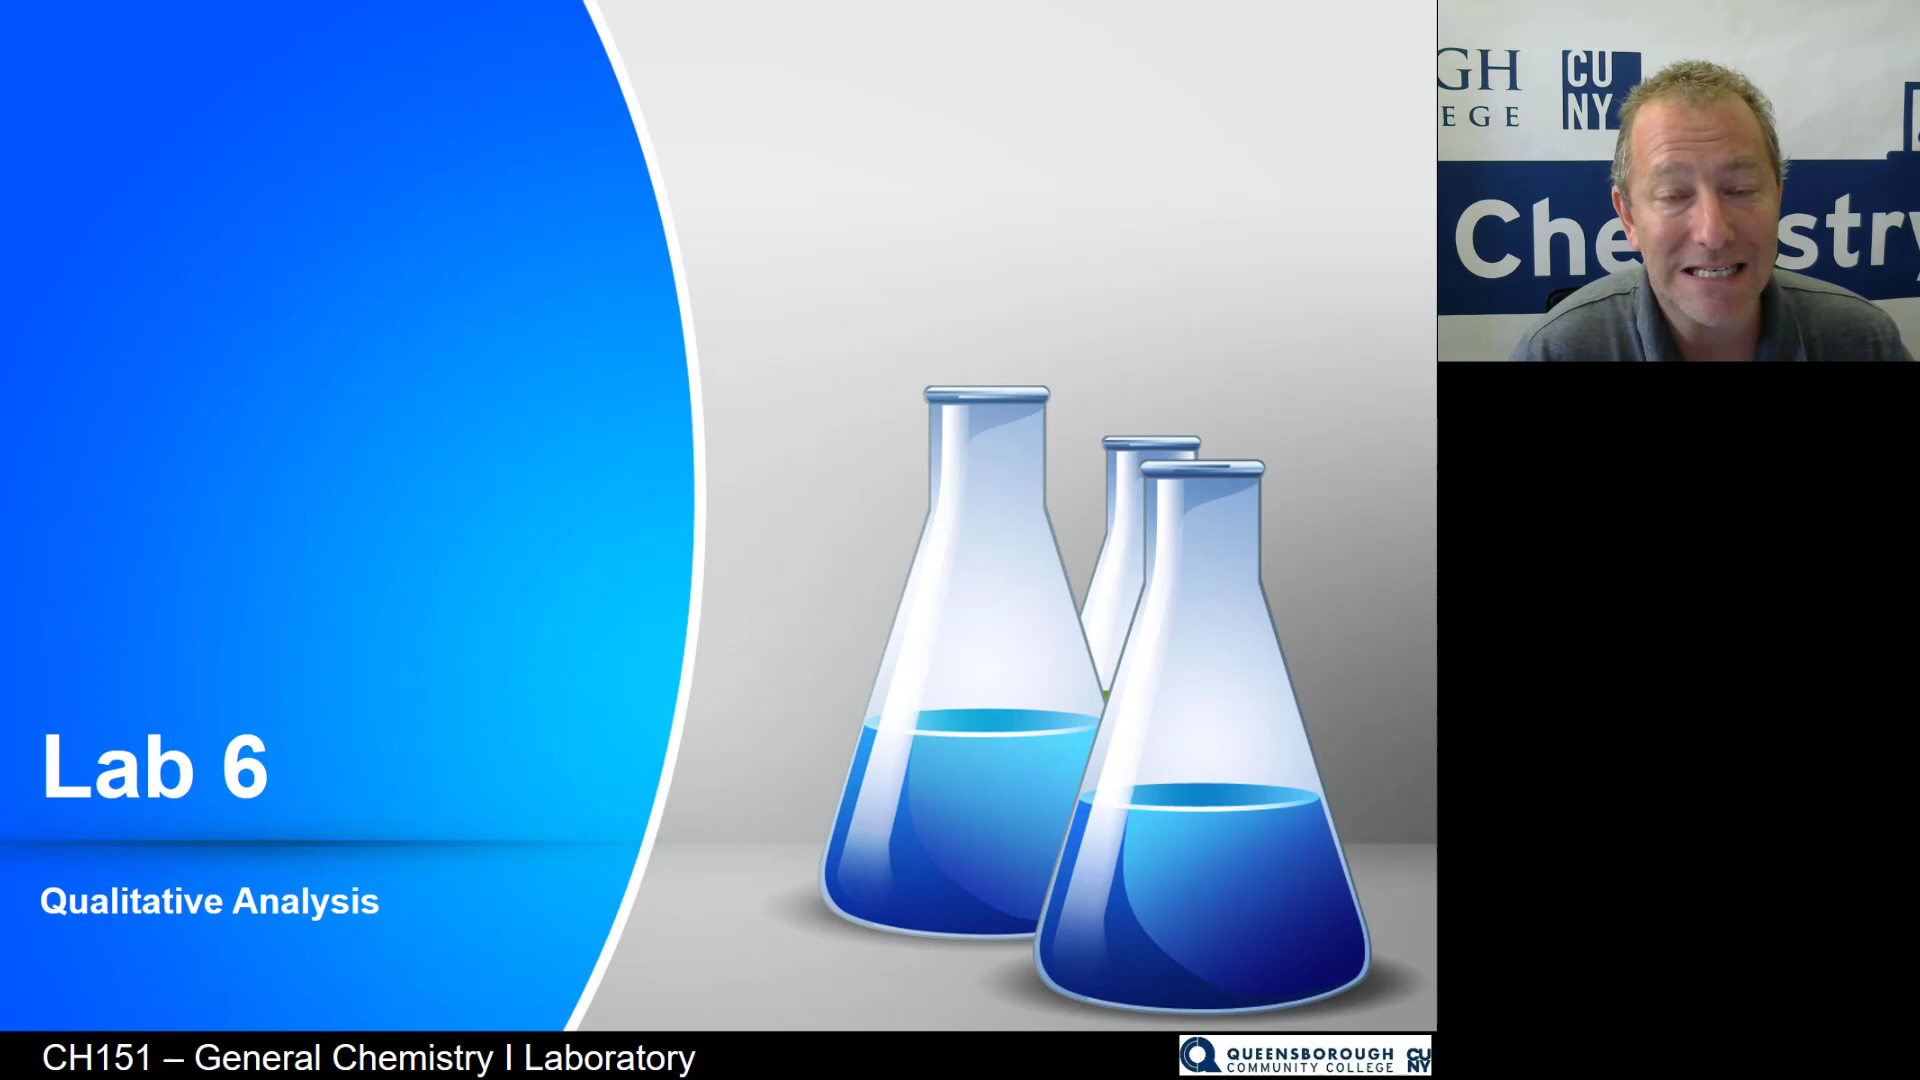 Lab 6
Qualitative Analysis
CH151 – General Chemistry I Laboratory
QUEENSBOROUGH
COMMUNITY COLLEGE
CU
NY
GH
EGE
CU
NY
Che stry